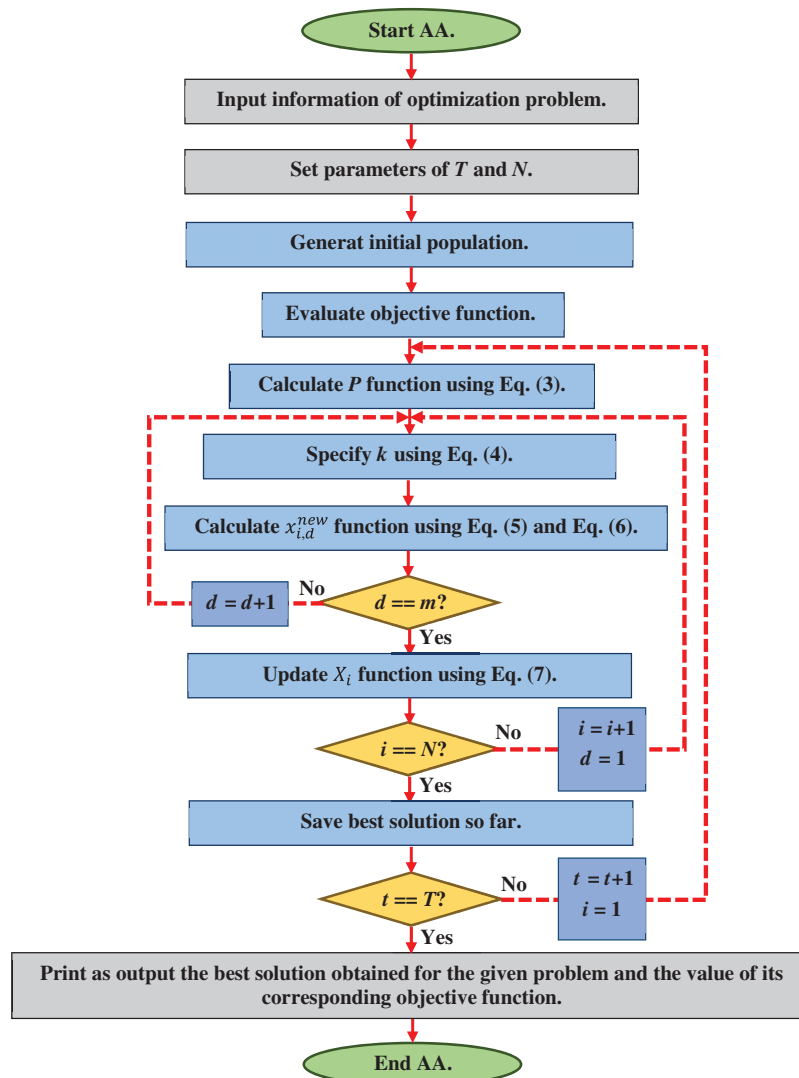 Start AA.
Input information of optimization problem.
Set parameters of T and N.
Generat initial population.
Evaluate objective function.
Calculate P function using Eq. (3).
Specify k using Eq. (4).
Calculate x_{i,d}^{new} function using Eq. (5) and Eq. (6).
d = d+1
No
d == m?
Yes
Update X_i function using Eq. (7).
i == N?
No
i = i+1
d = 1
Yes
Save best solution so far.
t == T?
No
t = t+1
i = 1
Yes
Print as output the best solution obtained for the given problem and the value of its
corresponding objective function.
End AA.